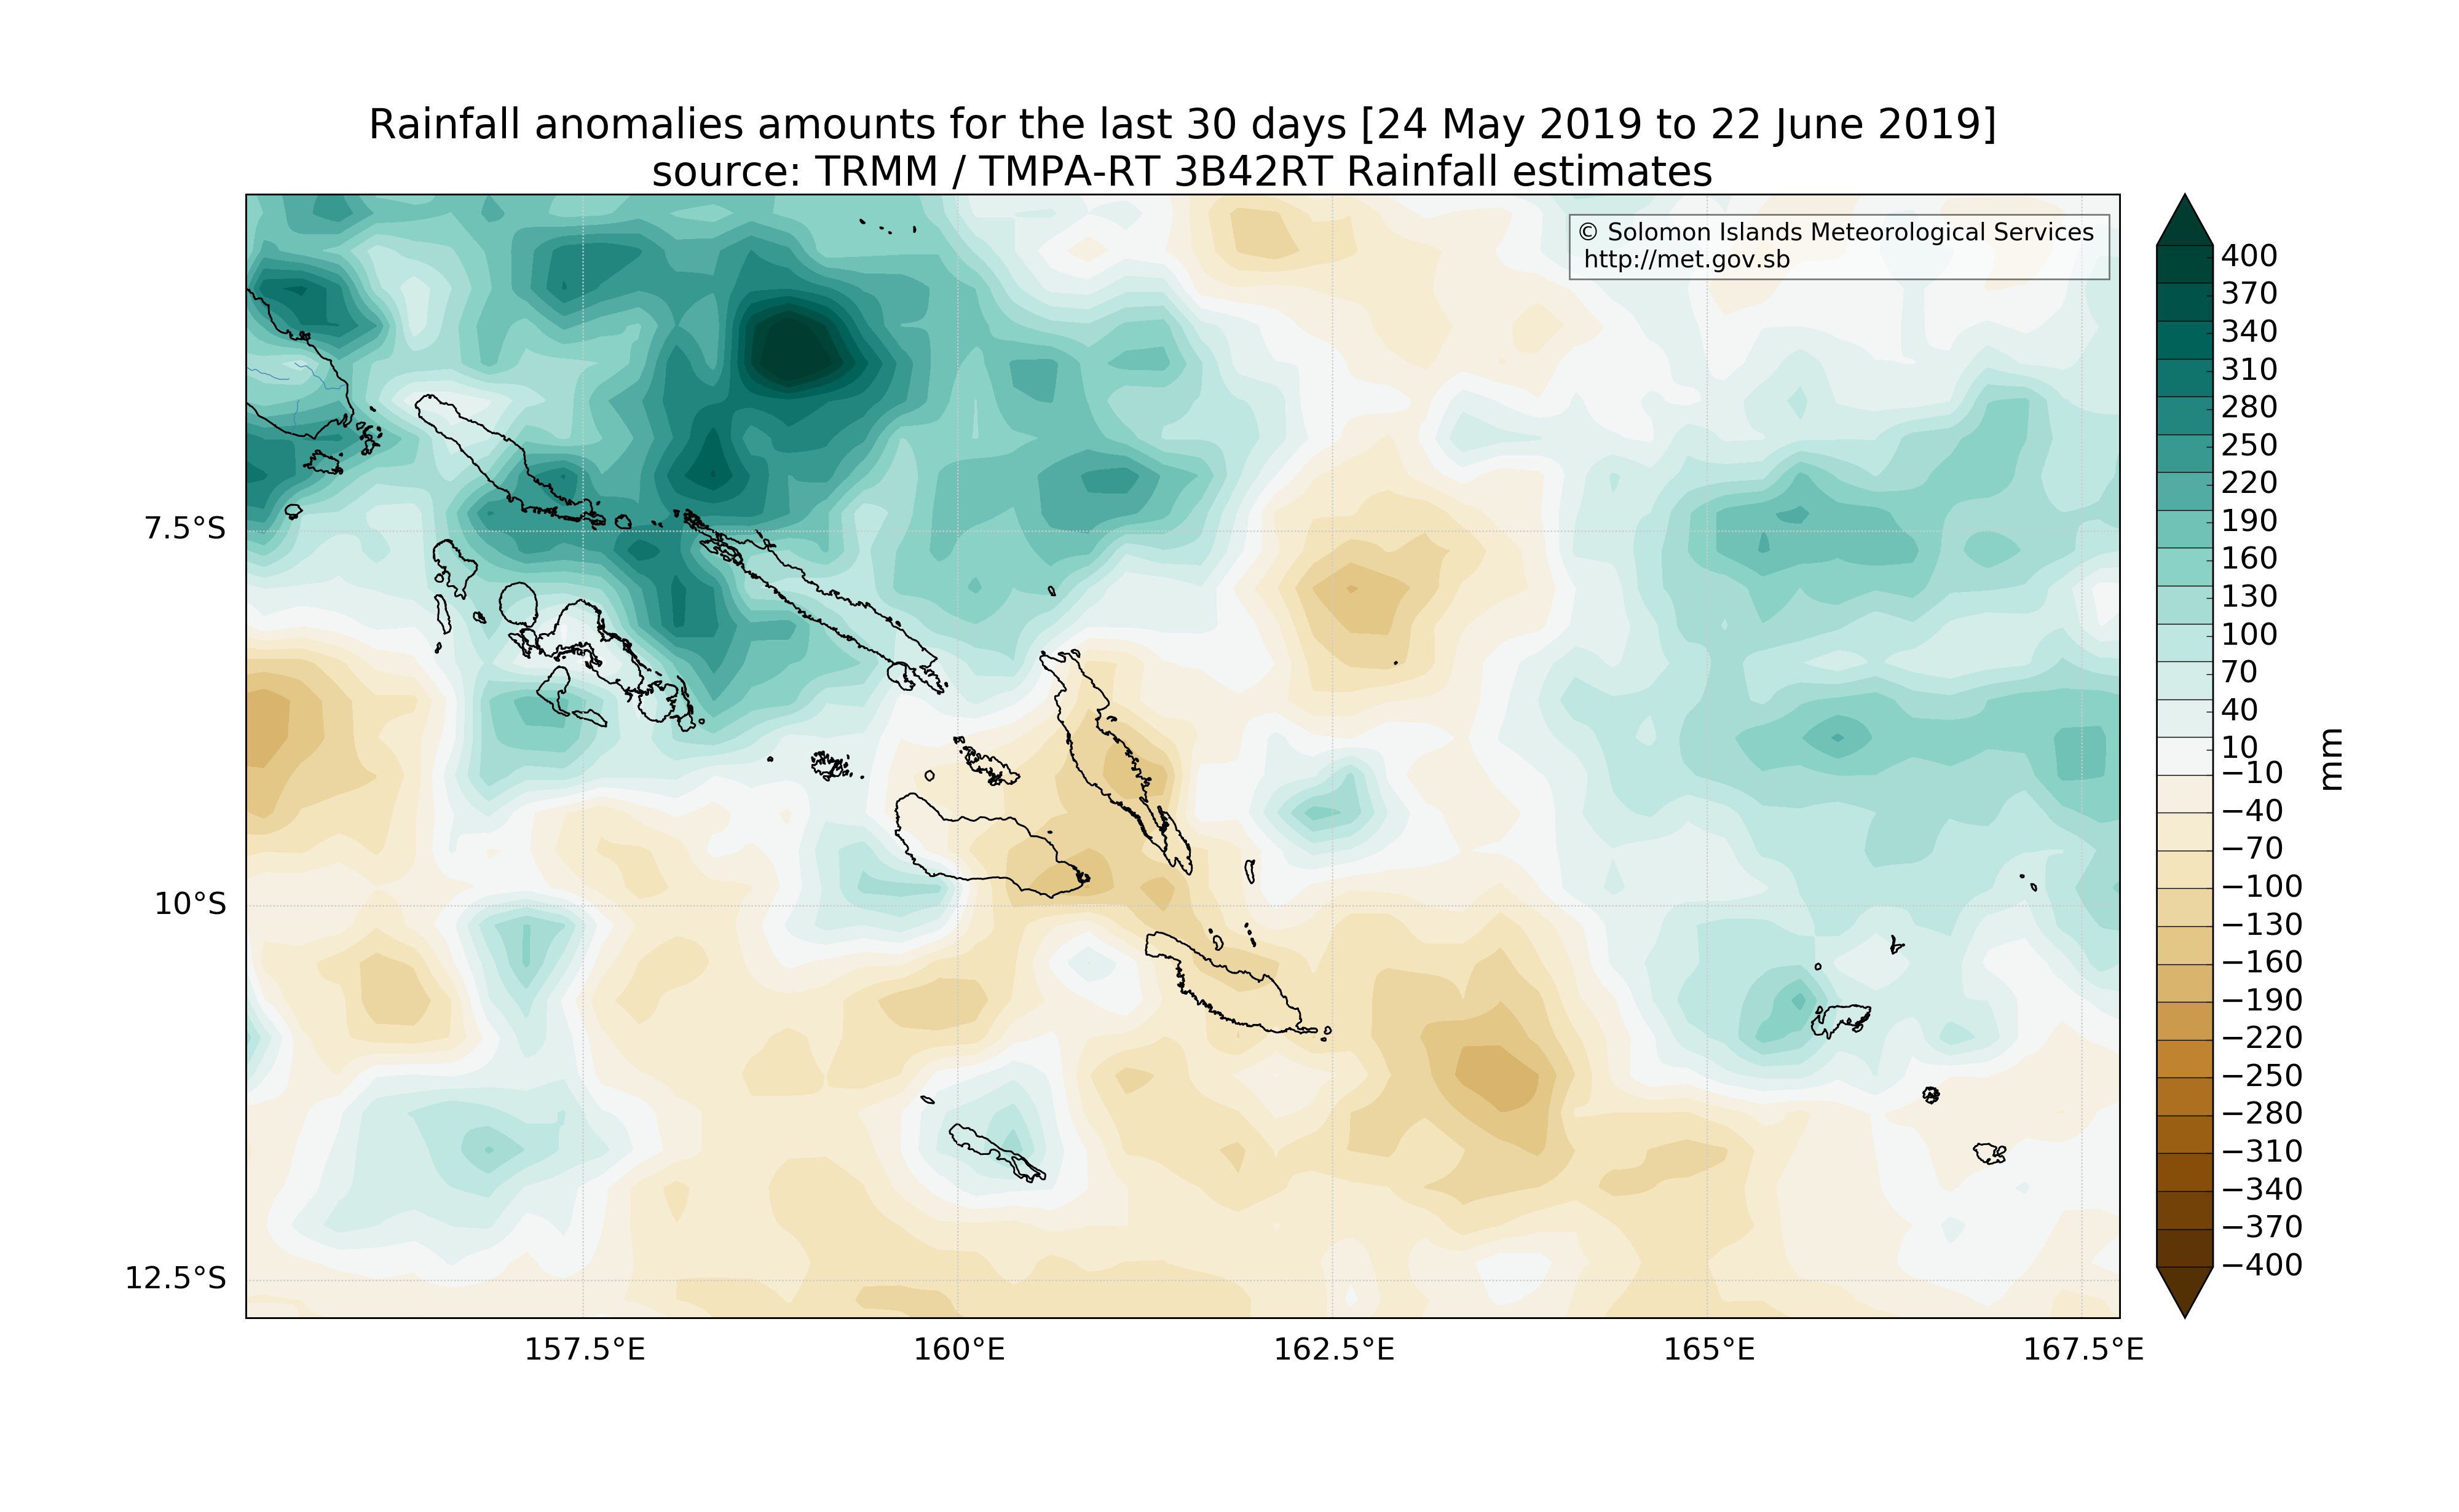 Rainfall anomalies amounts for the last 30 days [24 May 2019 to 22 June 2019]
source: TRMM / TMPA-RT 3B42RT Rainfall estimates
© Solomon Islands Meteorological Services
http://met.gov.sb
7.5°S
10°S
12.5°S
157.5°E
160°E
162.5°E
165°E
167.5°E
400
370
340
310
280
250
220
190
160
130
100
70
40
10
−10
−40
−70
−100
−130
−160
−190
−220
−250
−280
−310
−340
−370
−400
mm